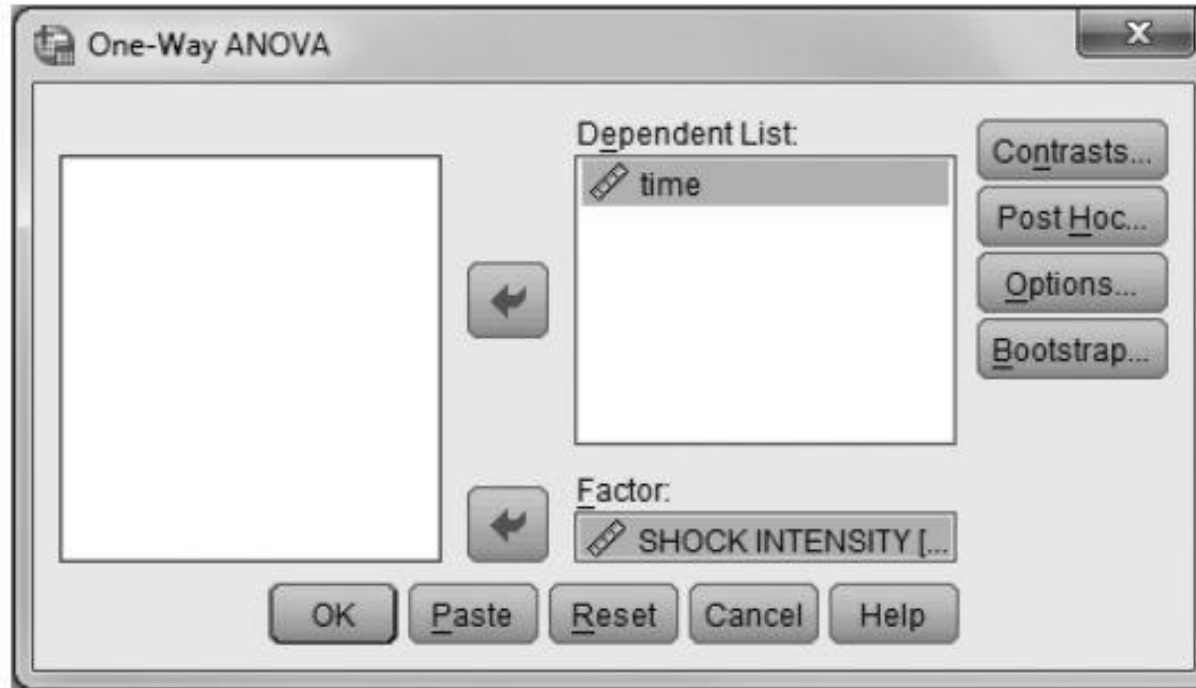 One-Way ANOVA
X
Dependent List:
time
Contrasts...
Post Hoc...
Options...
Bootstrap...
Factor:
SHOCK INTENSITY [...
OK Paste Reset Cancel Help